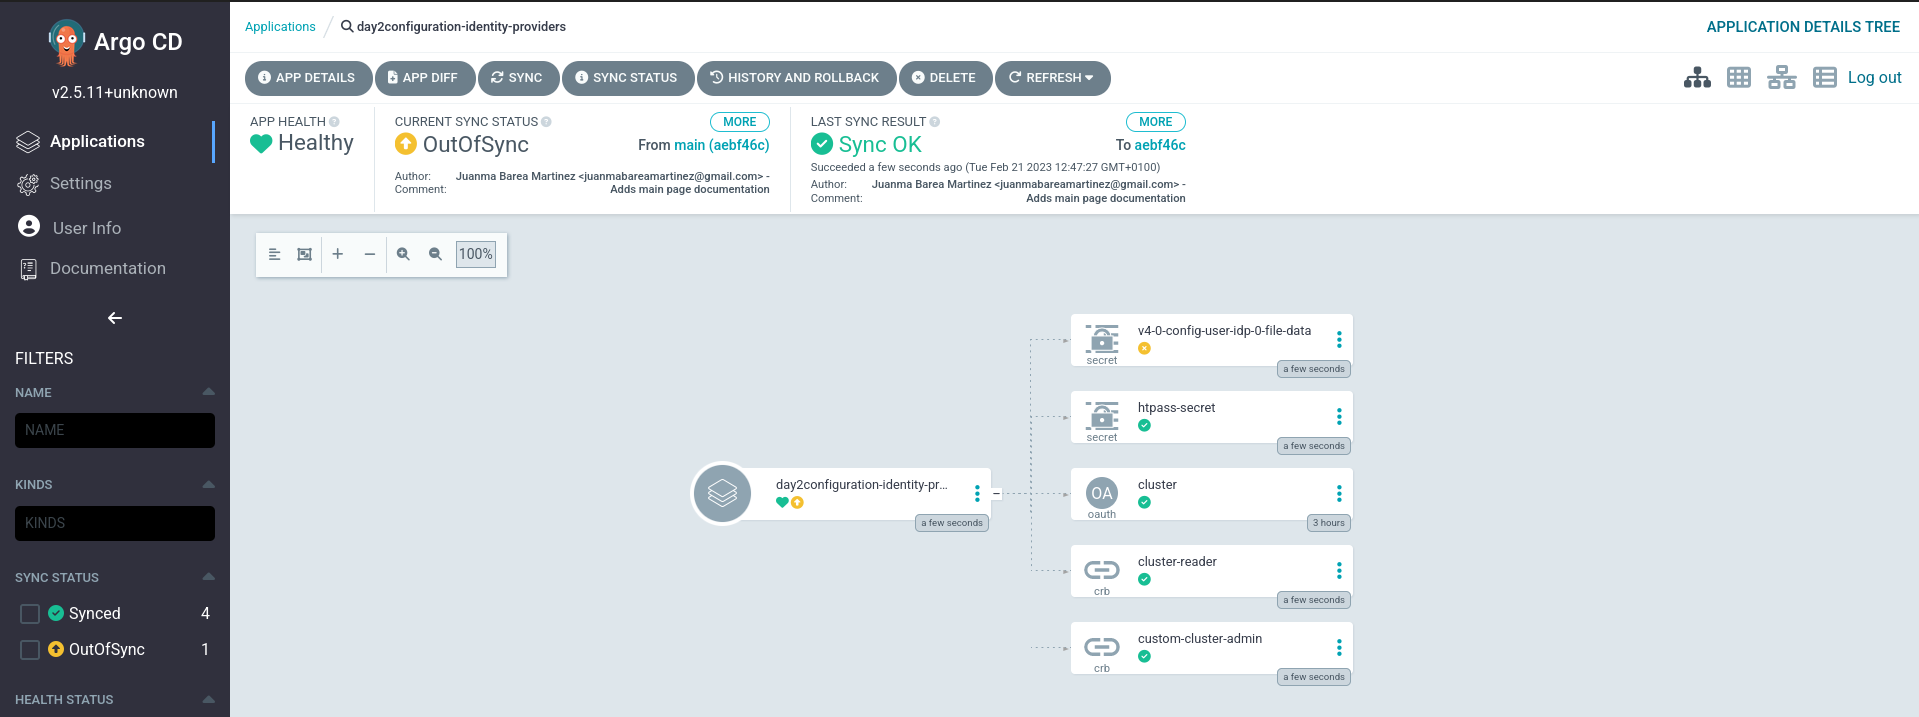 Argo CD
v2.5.11+unknown
Applications
Settings
User Info
Documentation
FILTERS
NAME
NAME
KINDS
KINDS
SYNC STATUS
Synced 4
OutOfSync 1
HEALTH STATUS
Applications / day2configuration-identity-providers
APPLICATION DETAILS TREE
APP DETAILS APP DIFF SYNC SYNC STATUS HISTORY AND ROLLBACK DELETE REFRESH
Log out
APP HEALTH
Healthy
CURRENT SYNC STATUS MORE
OutOfSync From main (aebf46c)
Author: Juanma Barea Martinez <juanmabareamartinez@gmail.com> -
Comment: Adds main page documentation
LAST SYNC RESULT MORE
Sync OK To aebf46c
Succeeded a few seconds ago (Tue Feb 21 2023 12:47:27 GMT+0100)
Author: Juanma Barea Martinez <juanmabareamartinez@gmail.com> -
Comment: Adds main page documentation
100%
day2configuration-identity-pr...
a few seconds
v4-0-config-user-idp-0-file-data
secret
a few seconds
htpass-secret
secret
a few seconds
OA
cluster
oauth
3 hours
cluster-reader
crb
a few seconds
custom-cluster-admin
crb
a few seconds